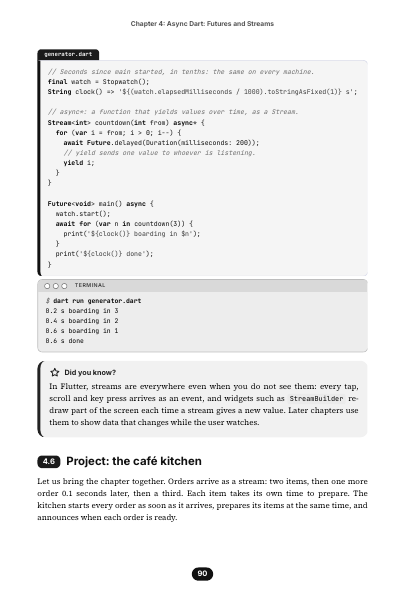 Chapter 4: Async Dart: Futures and Streams
generator.dart
// Seconds since main started, in tenths: the same on every machine.
final watch = Stopwatch();
String clock() => '${(watch.elapsedMilliseconds / 1000).toStringAsFixed(1)} s';
// async*: a function that yields values over time, as a Stream.
Stream<int> countdown(int from) async* {
for (var i = from; i > 0; i--) {
await Future.delayed(Duration(milliseconds: 200));
// yield sends one value to whoever is listening.
yield i;
}
}
Future<void> main() async {
watch.start();
await for (var n in countdown(3)) {
print('${clock()} boarding in $n');
}
print('${clock()} done');
}
TERMINAL
$ dart run generator.dart
0.2 s boarding in 3
0.4 s boarding in 2
0.6 s boarding in 1
0.6 s done
Did you know?
In Flutter, streams are everywhere even when you do not see them: every tap,
scroll and key press arrives as an event, and widgets such as StreamBuilder re-
draw part of the screen each time a stream gives a new value. Later chapters use
them to show data that changes while the user watches.
4.6 Project: the café kitchen
Let us bring the chapter together. Orders arrive as a stream: two items, then one more
order 0.1 seconds later, then a third. Each item takes its own time to prepare. The
kitchen starts every order as soon as it arrives, prepares its items at the same time, and
announces when each order is ready.
90